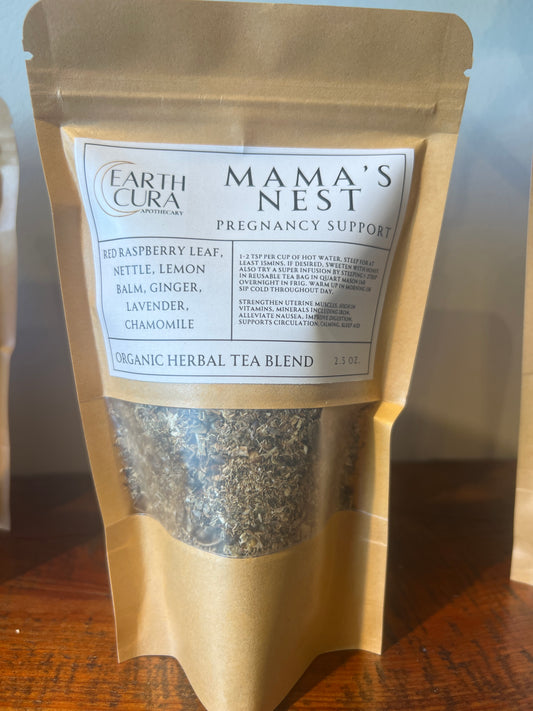 EARTH
CURA
APOTHECARY
MAMA'S
NEST
PREGNANCY SUPPORT
RED RASPBERRY LEAF,
NETTLE, LEMON
BALM, GINGER,
LAVENDER,
CHAMOMILE
1-2 TSP PER CUP OF HOT WATER, STEEP FOR AT
LEAST 15MINS, IF DESIRED, SWEETEN WITH HONEY.
ALSO TRY A SUPER INFUSION BY STEEPING
IN REUSABLE TEA BAG IN QUART MASON JAR
OVERNIGHT IN FRIG. WARM UP IN MORNING OR
SIP COLD THROUGHOUT DAY.
STRENGTHEN UTERINE MUSCLES, HIGH IN
VITAMINS, MINERALS INCLUDING IRON,
ALLEVIATE NAUSEA, IMPROVE DIGESTION,
SUPPORTS CIRCULATION, CALMING, SLEEP AID
ORGANIC HERBAL TEA BLEND
2.5 OZ.